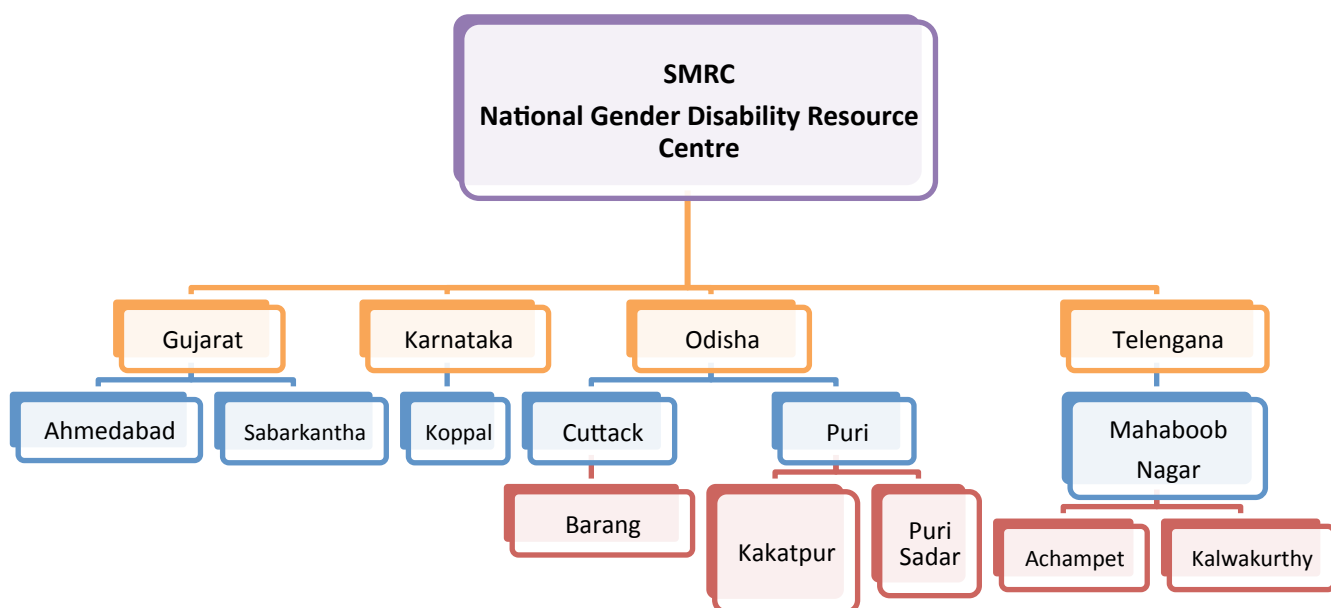 SMRC
National Gender Disability Resource
Centre
Gujarat
Karnataka
Odisha
Telengana
Ahmedabad
Sabarkantha
Koppal
Cuttack
Puri
Mahaboob
Nagar
Barang
Kakatpur
Puri
Sadar
Achampet
Kalwakurthy